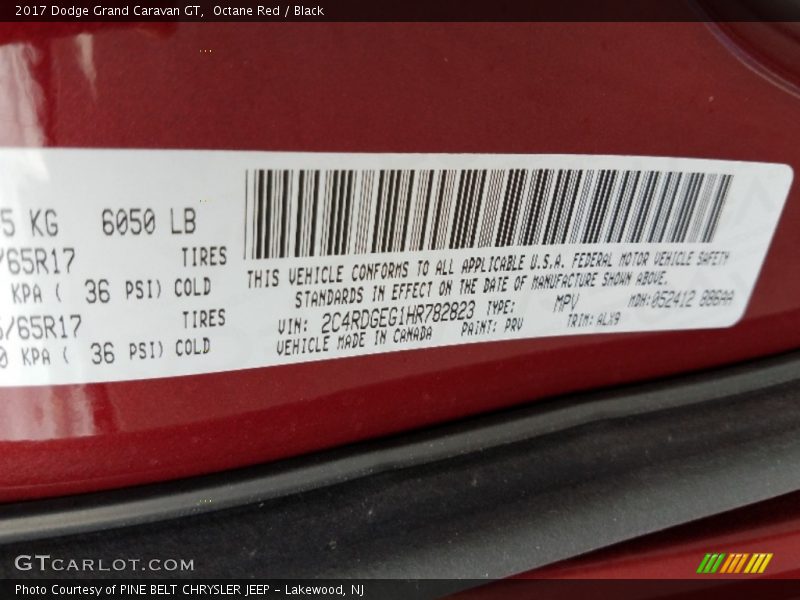 2017 Dodge Grand Caravan GT,  Octane Red / Black
5 KG 6050 LB
/65R17 TIRES
KPA ( 36 PSI) COLD
/65R17 TIRES
0 KPA ( 36 PSI) COLD
THIS VEHICLE CONFORMS TO ALL APPLICABLE U.S.A. FEDERAL MOTOR VEHICLE SAFETY
STANDARDS IN EFFECT ON THE DATE OF MANUFACTURE SHOWN ABOVE.
VIN: 2C4RDGEG1HR782823 TYPE: MPV MDH: 052412 886AA
VEHICLE MADE IN CANADA PAINT: PRV TRIM: ALX9
GTCARLOT.COM
Photo Courtesy of PINE BELT CHRYSLER JEEP - Lakewood, NJ